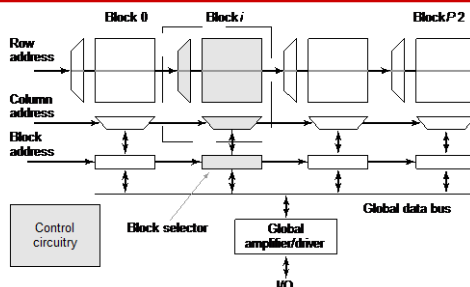 Block 0
Block i
Block P 2
Row
address
Column
address
Block
address
Global data bus
Control
circuitry
Block selector
Global
amplifier/driver
I/O